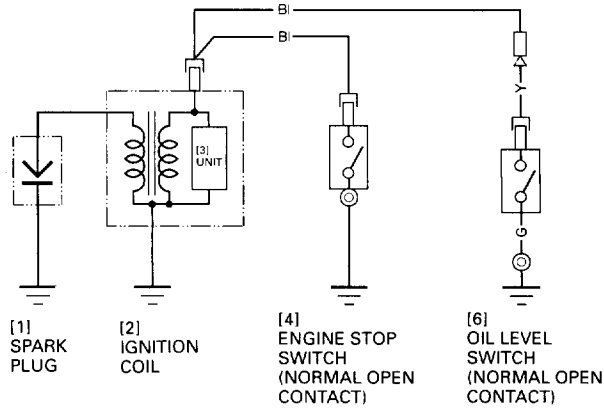 Bl
Bl
Y
[3]
UNIT
G
[1]
SPARK
PLUG
[2]
IGNITION
COIL
[4]
ENGINE STOP
SWITCH
(NORMAL OPEN
CONTACT)
[6]
OIL LEVEL
SWITCH
(NORMAL OPEN
CONTACT)